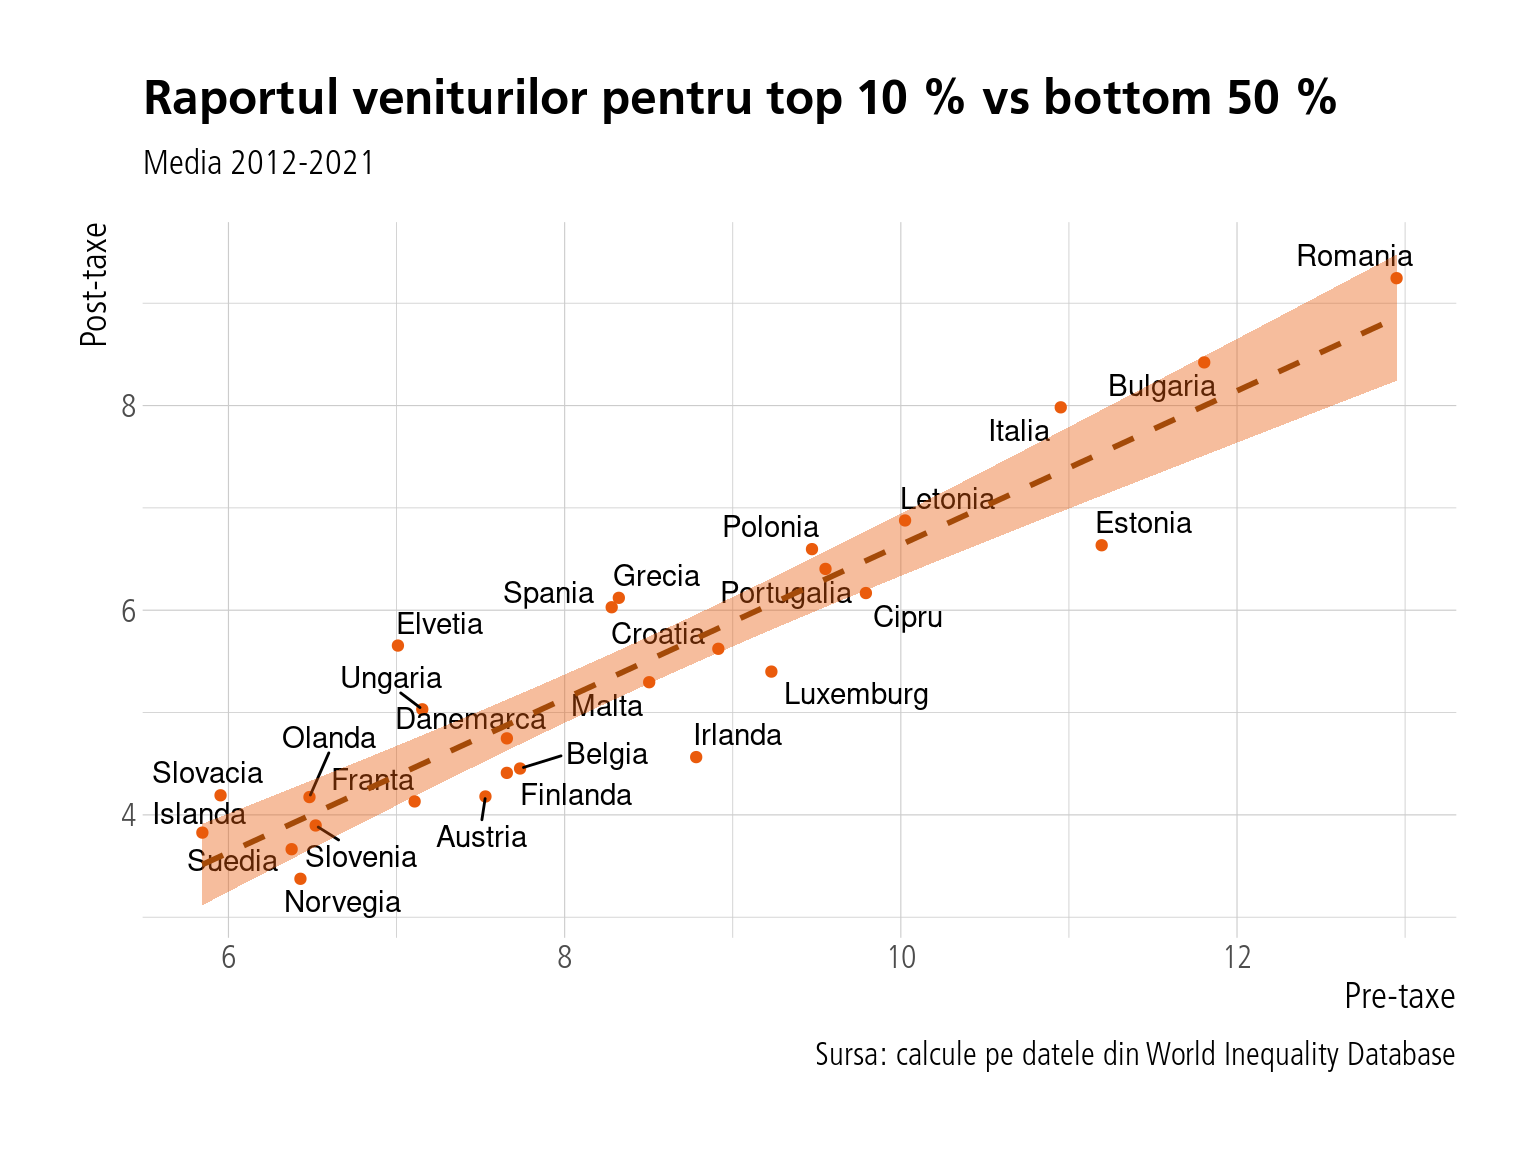 Raportul veniturilor pentru top 10 % vs bottom 50 %
Media 2012-2021
Post-taxe
Romania
8
Bulgaria
Italia
Letonia
Polonia
Estonia
Grecia
Spania
Portugalia
6
Cipru
Elvetia
Croatia
Ungaria
Luxemburg
Malta
Danemarca
Olanda
Irlanda
Belgia
Slovacia
Franta
Finlanda
4
Islanda
Austria
Suedia
Slovenia
Norvegia
6
8
10
12
Pre-taxe
Sursa: calcule pe datele din World Inequality Database